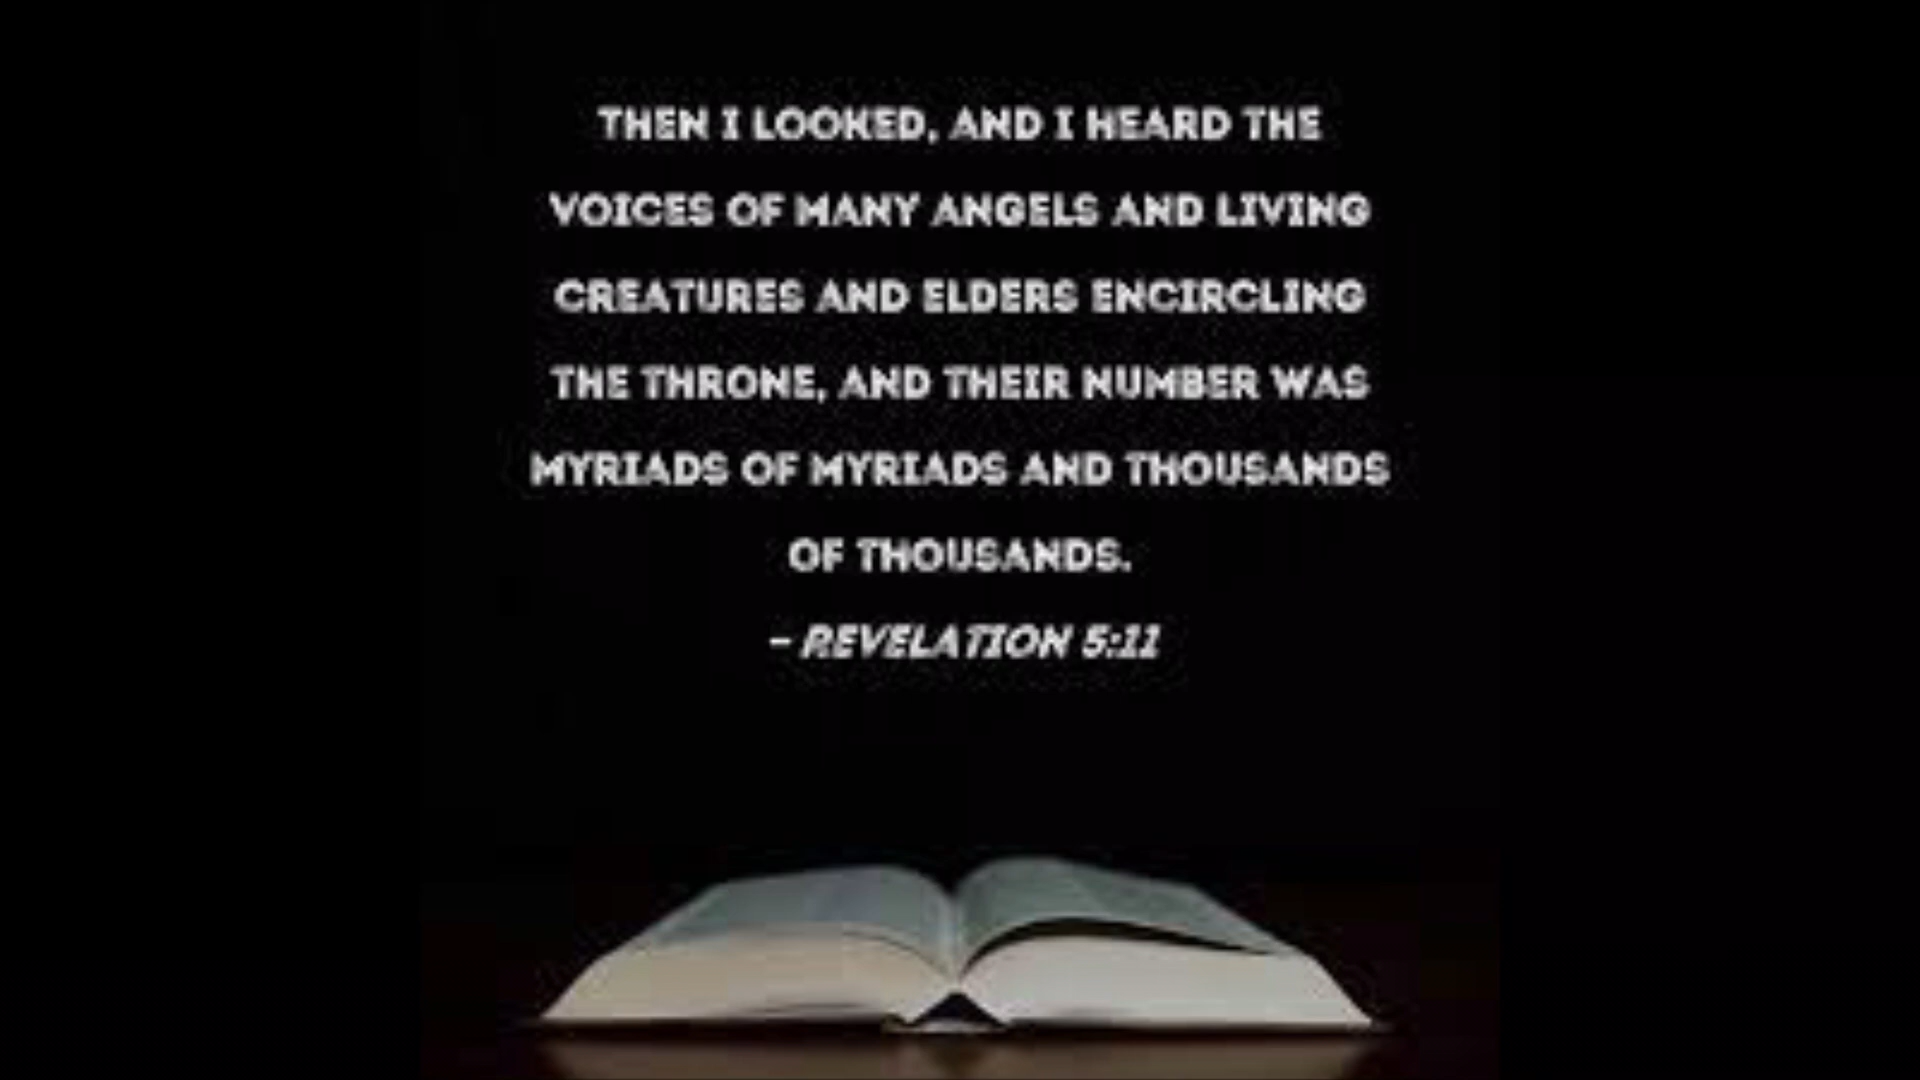 THEN I LOOKED, AND I HEARD THE
VOICES OF MANY ANGELS AND LIVING
CREATURES AND ELDERS ENCIRCLING
THE THRONE, AND THEIR NUMBER WAS
MYRIADS OF MYRIADS AND THOUSANDS
OF THOUSANDS.
– REVELATION 5:11